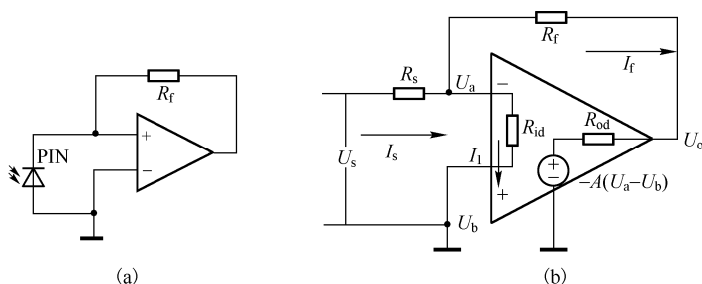 Rf
+
−
PIN
(a)
Rf
If
Rs
Ua
−
Rid
Rod
Us
Is
I1
+
+
−
−A(Ua−Ub)
Uo
Ub
(b)